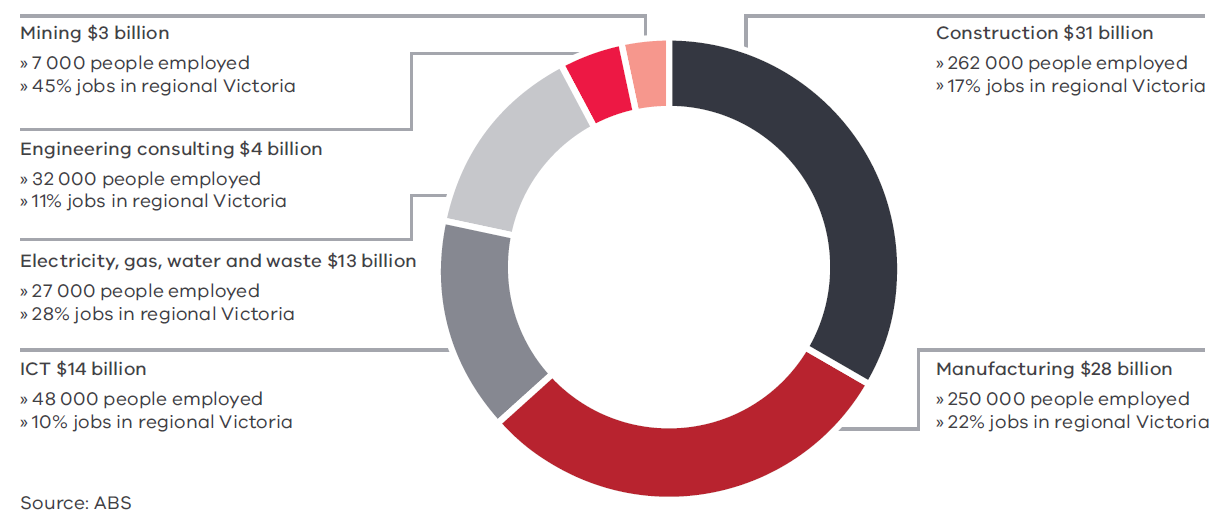 Mining $3 billion
» 7 000 people employed
» 45% jobs in regional Victoria
Engineering consulting $4 billion
» 32 000 people employed
» 11% jobs in regional Victoria
Electricity, gas, water and waste $13 billion
» 27 000 people employed
» 28% jobs in regional Victoria
ICT $14 billion
» 48 000 people employed
» 10% jobs in regional Victoria
Construction $31 billion
» 262 000 people employed
» 17% jobs in regional Victoria
Manufacturing $28 billion
» 250 000 people employed
» 22% jobs in regional Victoria
Source: ABS